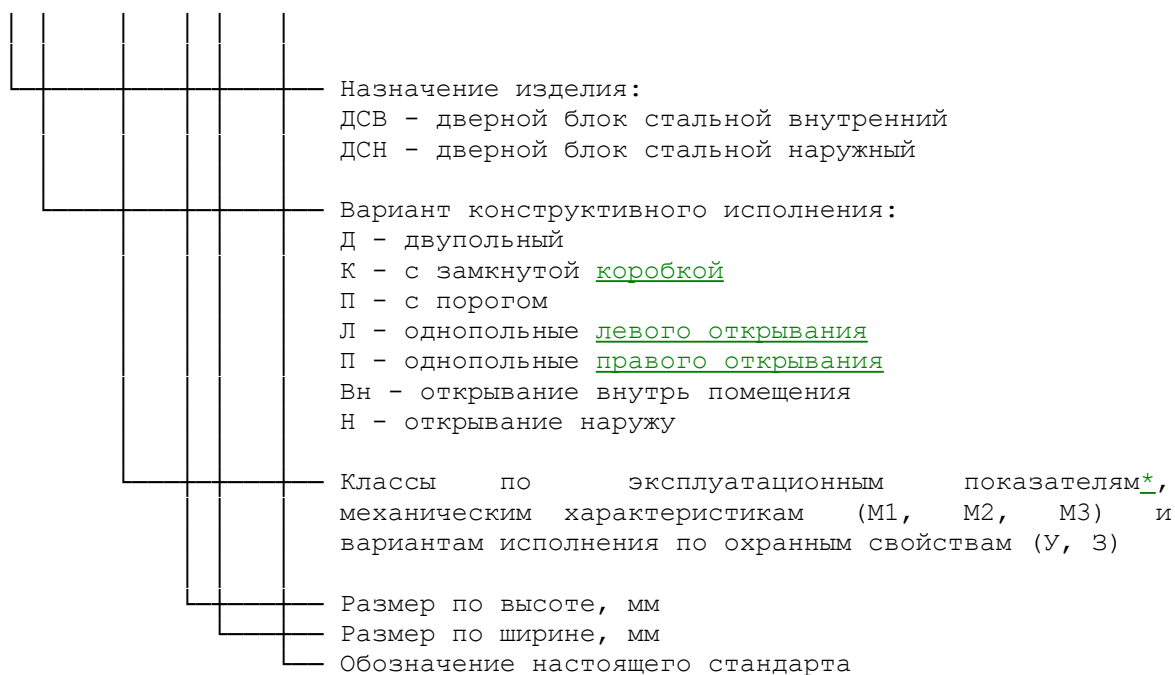 Назначение изделия:
ДСВ - дверной блок стальной внутренний
ДСН - дверной блок стальной наружный
Вариант конструктивного исполнения:
Д - двупольный
К - с замкнутой коробкой
П - с порогом
Л - однопольные левого открывания
П - однопольные правого открывания
Вн - открывание внутрь помещения
Н - открывание наружу
Классы по эксплуатационным показателям*,
механическим характеристикам (М1, М2, М3) и
вариантам исполнения по охранным свойствам (У, З)
Размер по высоте, мм
Размер по ширине, мм
Обозначение настоящего стандарта